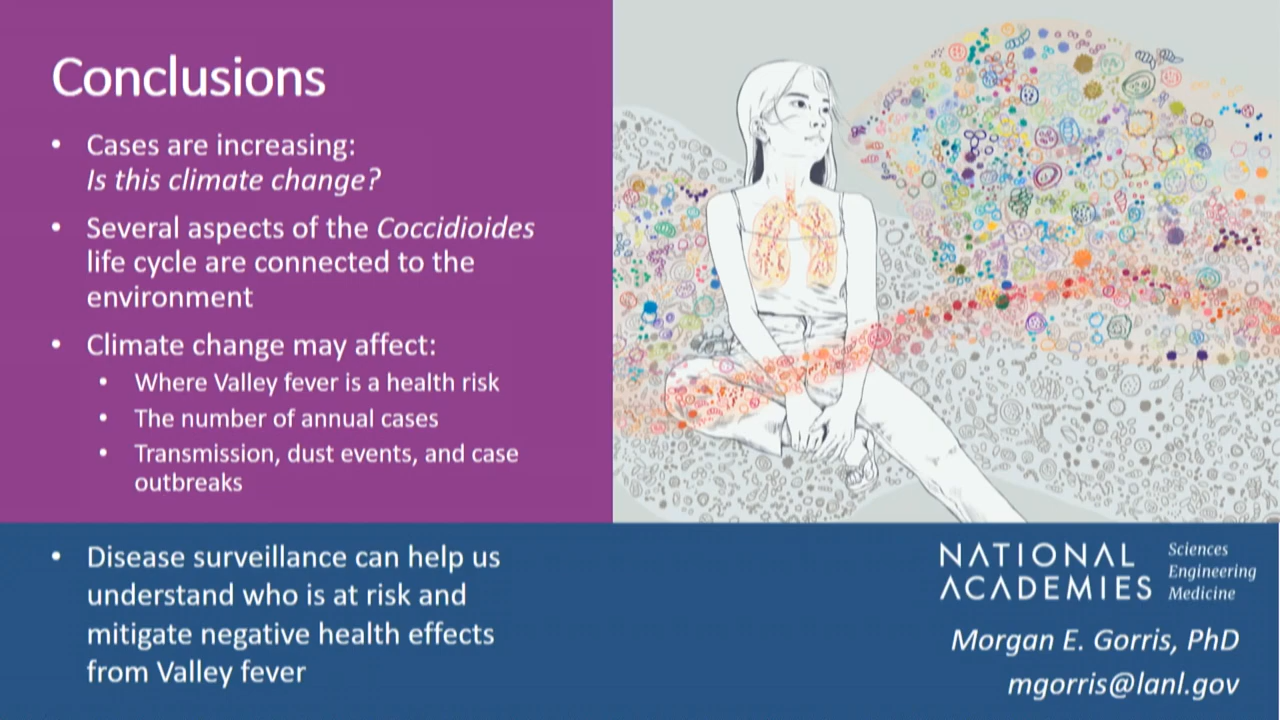 Conclusions
• Cases are increasing:
Is this climate change?
• Several aspects of the Coccidioides
life cycle are connected to the
environment
• Climate change may affect:
• Where Valley fever is a health risk
• The number of annual cases
• Transmission, dust events, and case
outbreaks
• Disease surveillance can help us
understand who is at risk and
mitigate negative health effects
from Valley fever
NATIONAL
ACADEMIES
Sciences
Engineering
Medicine
Morgan E. Gorris, PhD
mgorris@lanl.gov